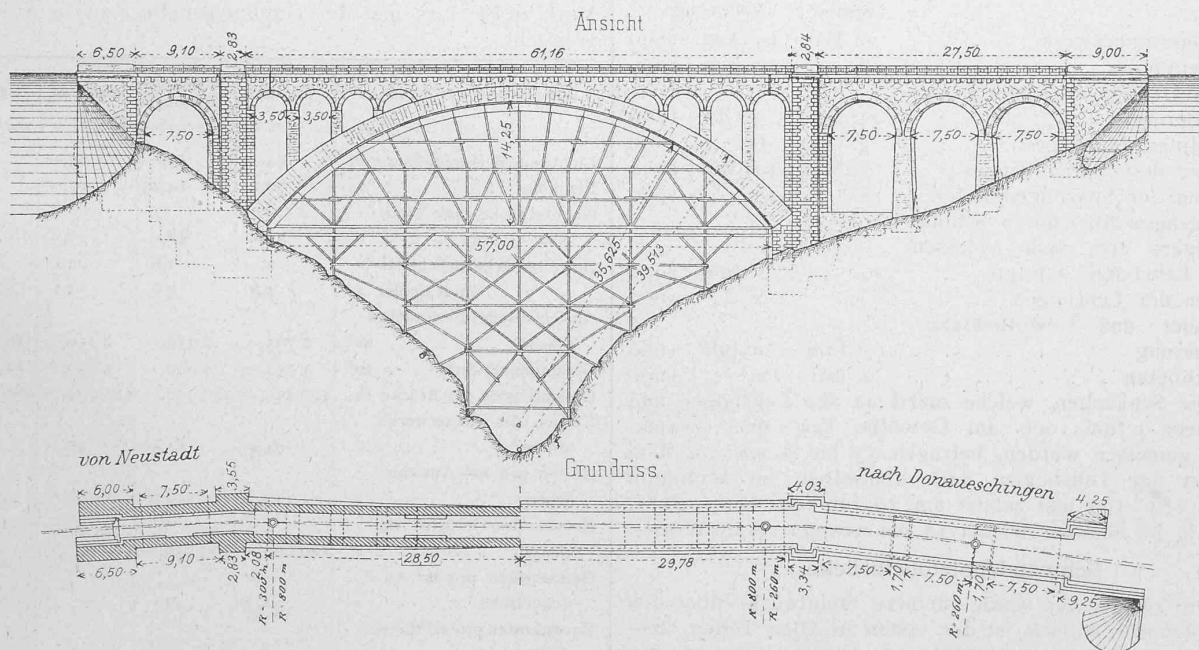 Ansicht
6,50 9,10 2,83 61,16 2,84 27,50 9,00
7,50 3,50 3,50 14,25 7,50 7,50 7,50
57,00 35,625 39,513
von Neustadt Grundriss. nach Donaueschingen
6,00 7,50 3,55 4,03 4,25
6,50 9,10 2,83 1,08 28,50 29,78 3,34 7,50 1,70 7,50 1,70 7,50 9,25
R = 800 m R = 800 m R = 260 m R = 260 m